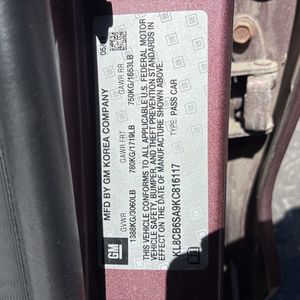 GM
MFD BY GM KOREA COMPANY
GVWR GAWR FRT GAWR RR
1388KG/3060LB 780KG/1719LB 750KG/1653LB
THIS VEHICLE CONFORMS TO ALL APPLICABLE U.S. FEDERAL MOTOR
VEHICLE SAFETY, BUMPER, AND THEFT PREVENTION STANDARDS IN
EFFECT ON THE DATE OF MANUFACTURE SHOWN ABOVE.
KL8CB6SA9KC816117 TYPE: PASS CAR